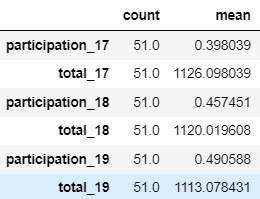 count mean
participation_17 51.0 0.398039
total_17 51.0 1126.098039
participation_18 51.0 0.457451
total_18 51.0 1120.019608
participation_19 51.0 0.490588
total_19 51.0 1113.078431